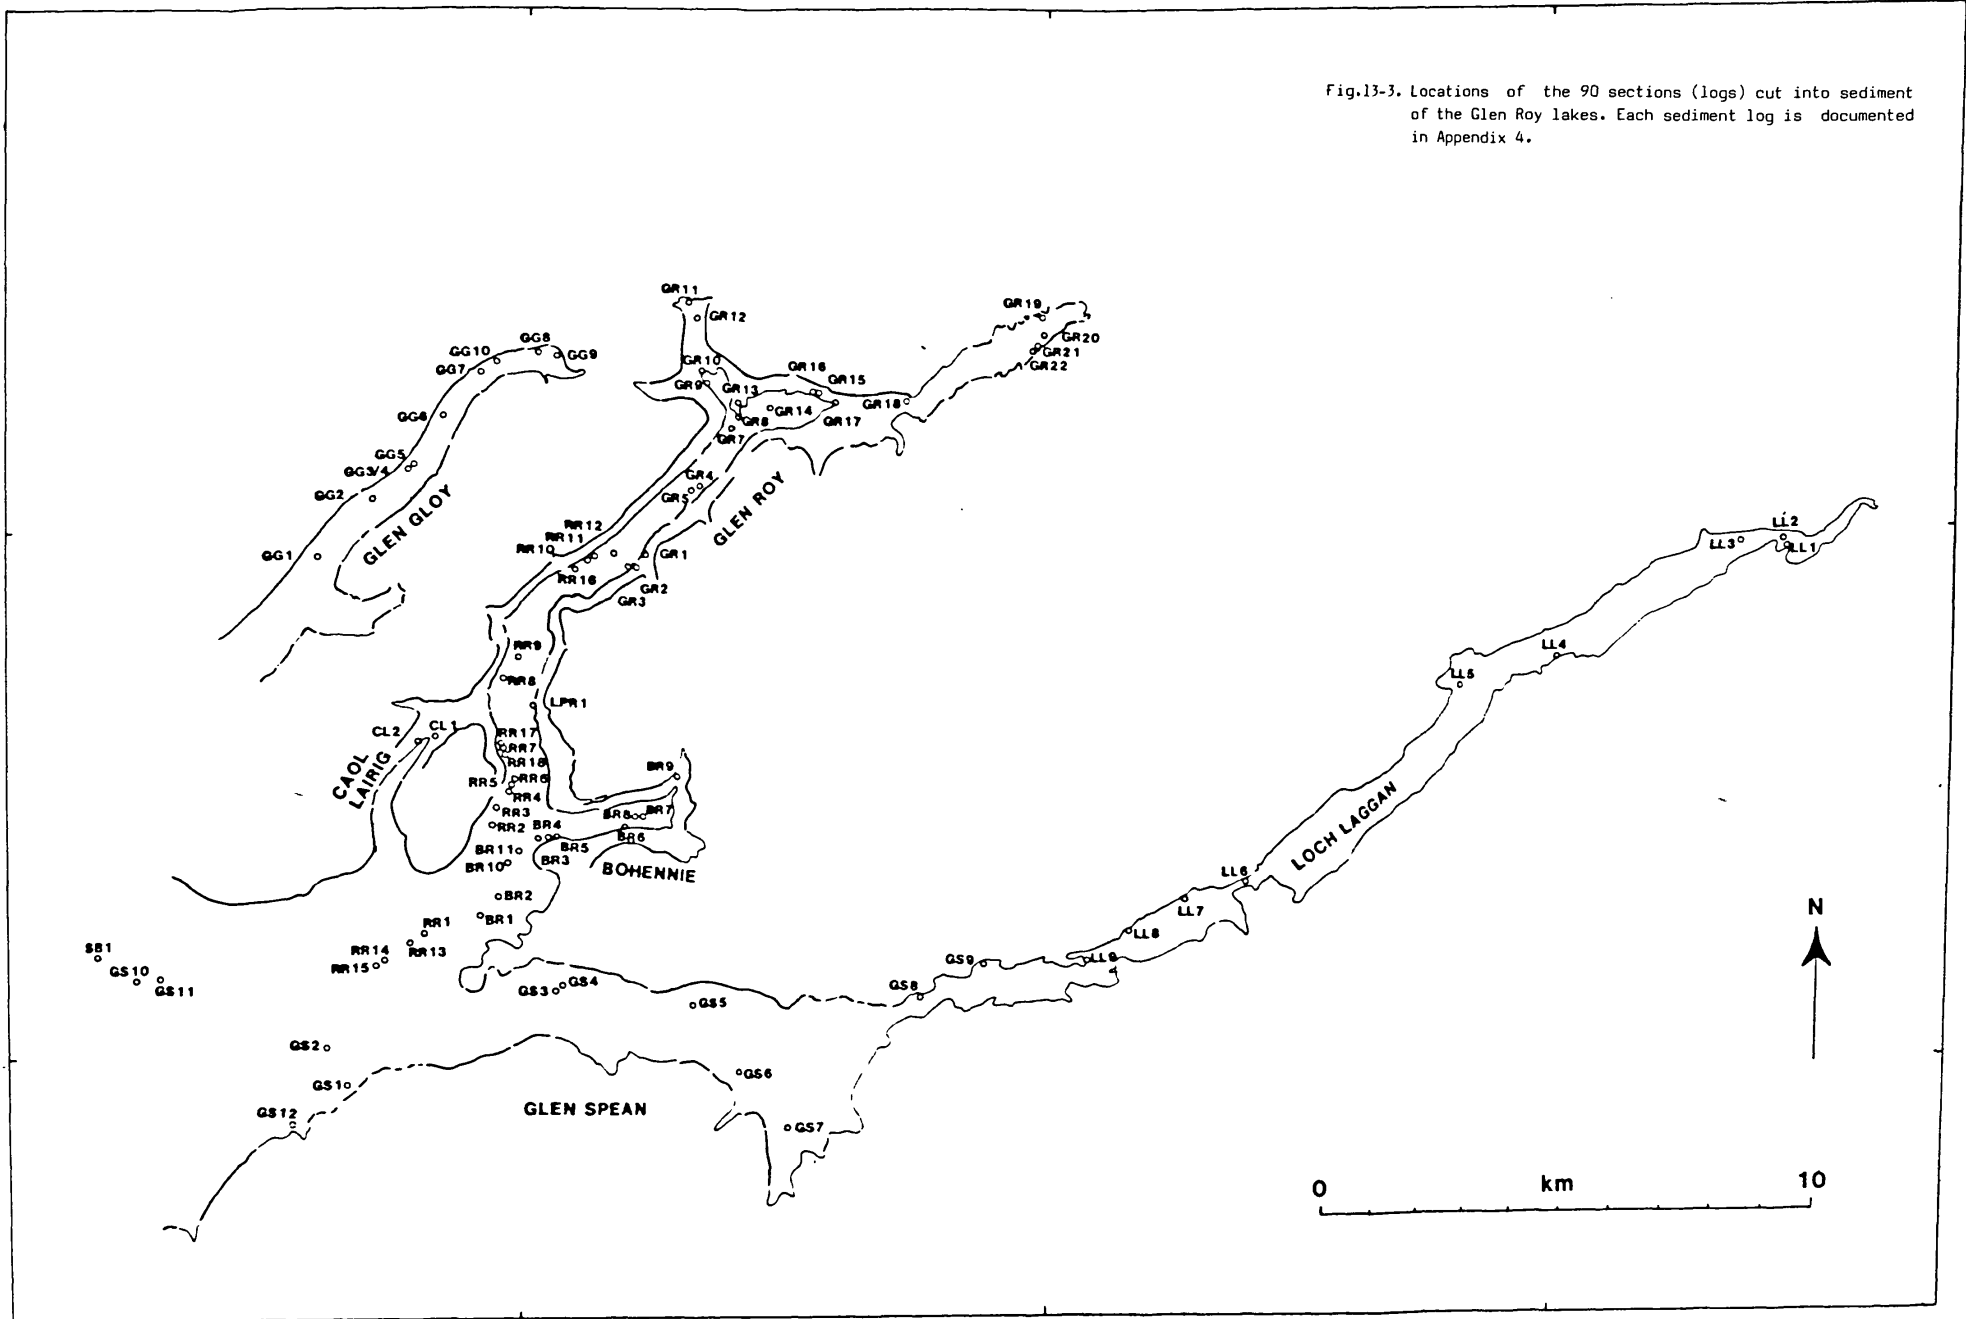 Fig.13-3. Locations of the 90 sections (logs) cut into sediment
of the Glen Roy lakes. Each sediment log is documented
in Appendix 4.
GR11
GR12
GR19
GR20
GR21
GR22
GG8
GG10
GG9
GG7
GR10
GR9
GR13
GR16
GR15
GR14
GR18
GR8
GR17
GR7
GG6
GG5
GG3/4
GG2
GLEN GLOY
GG1
GR4
GR5
GLEN ROY
RR12
RR11
RR10
RR16
GR1
GR2
GR3
LL2
LL3
LL1
LL4
LL5
RR9
RR8
LPR1
CL2
CL1
CAOL
LAIRIG
RR17
RR7
RR18
RR5
RR6
RR4
RR3
RR2
BR9
BR8
BR7
BR4
BR6
BR5
BR11
BR3
BR10
BOHENNIE
BR2
BR1
LOCH LAGGAN
LL6
LL7
LL8
LL9
RR1
RR14
RR13
RR15
SB1
GS10
GS11
GS9
GS8
GS3
GS4
GS5
GS2
GS1
GS6
GS12
GLEN SPEAN
GS7
N
0
km
10